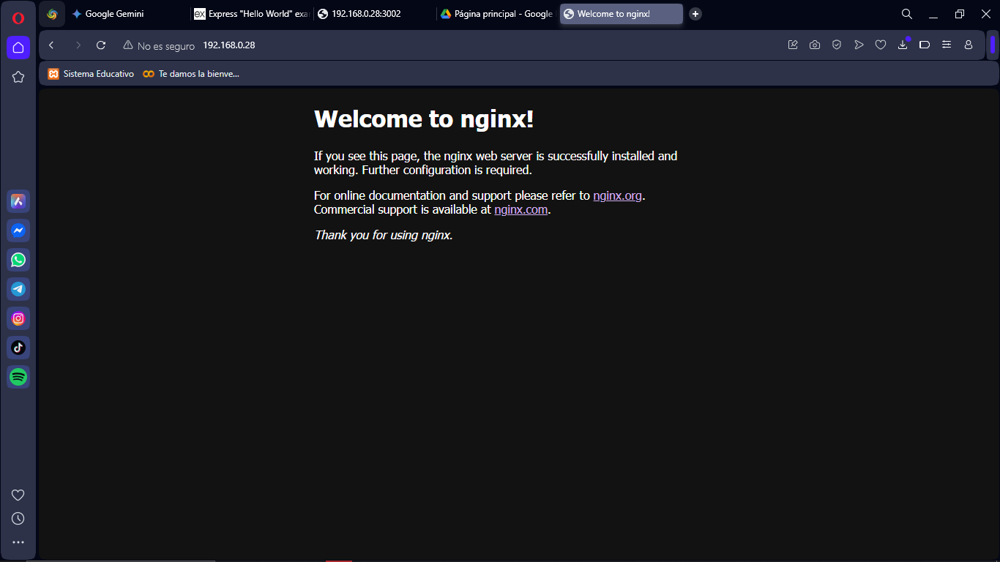 Google Gemini
Express "Hello World" exa
192.168.0.28:3002
Página principal - Google
Welcome to nginx!
No es seguro 192.168.0.28
Sistema Educativo
Te damos la bienve...
Welcome to nginx!
If you see this page, the nginx web server is successfully installed and
working. Further configuration is required.
For online documentation and support please refer to nginx.org.
Commercial support is available at nginx.com.
Thank you for using nginx.